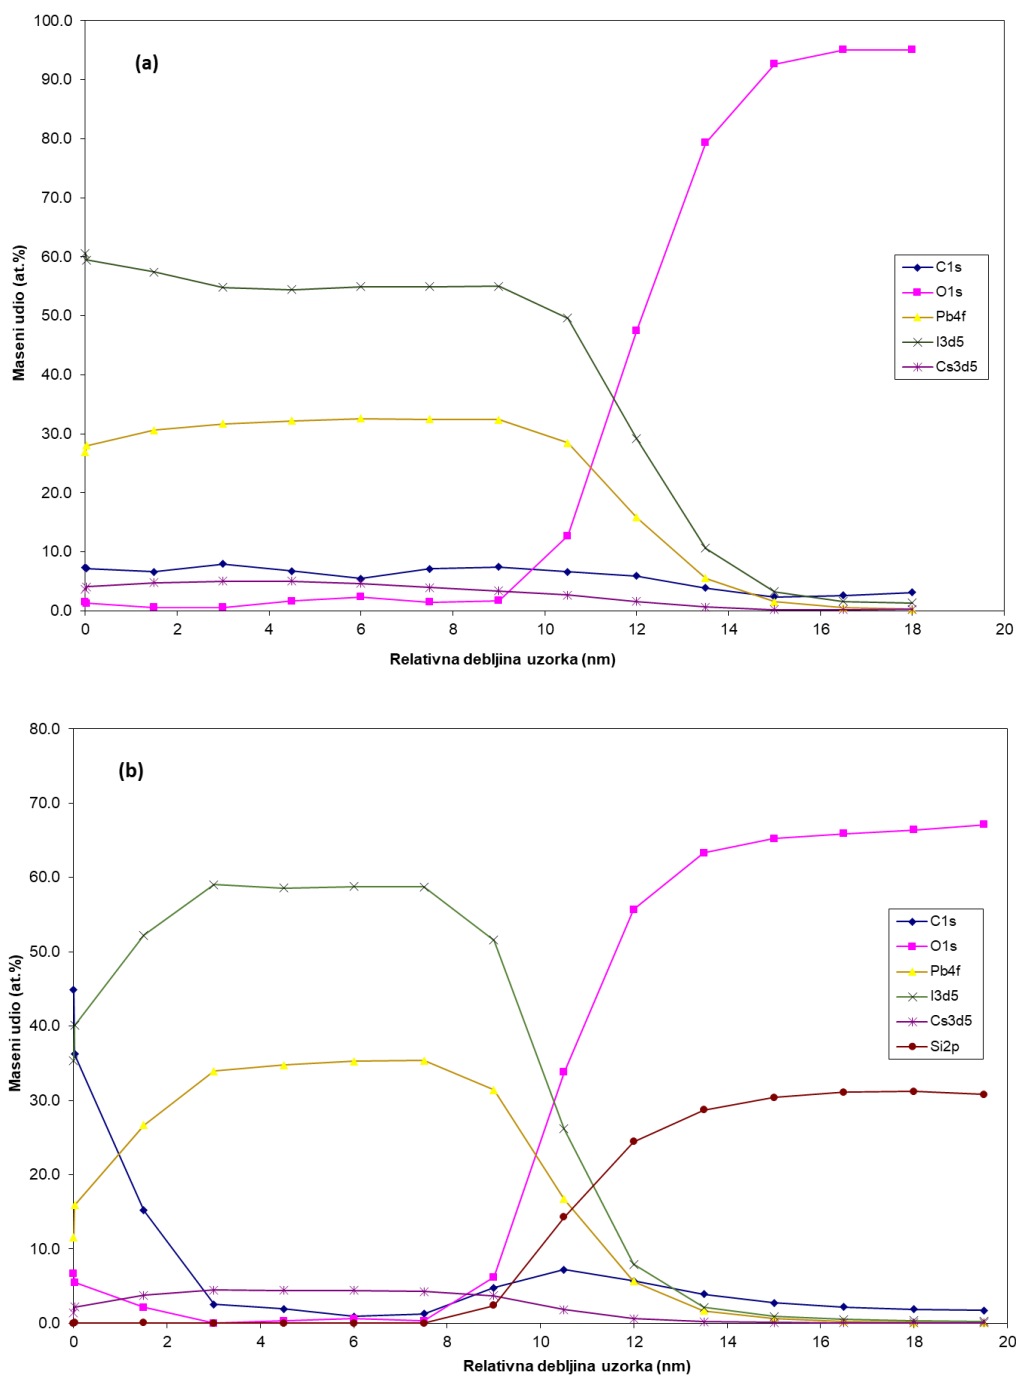 100.0
(a)
90.0
80.0
70.0
60.0
50.0
40.0
30.0
20.0
10.0
0.0
Maseni udio (at.%)
C1s
O1s
Pb4f
I3d5
Cs3d5
0 2 4 6 8 10 12 14 16 18 20
Relativna debljina uzorka (nm)
80.0
(b)
70.0
60.0
50.0
40.0
30.0
20.0
10.0
0.0
Maseni udio (at.%)
C1s
O1s
Pb4f
I3d5
Cs3d5
Si2p
0 2 4 6 8 10 12 14 16 18 20
Relativna debljina uzorka (nm)